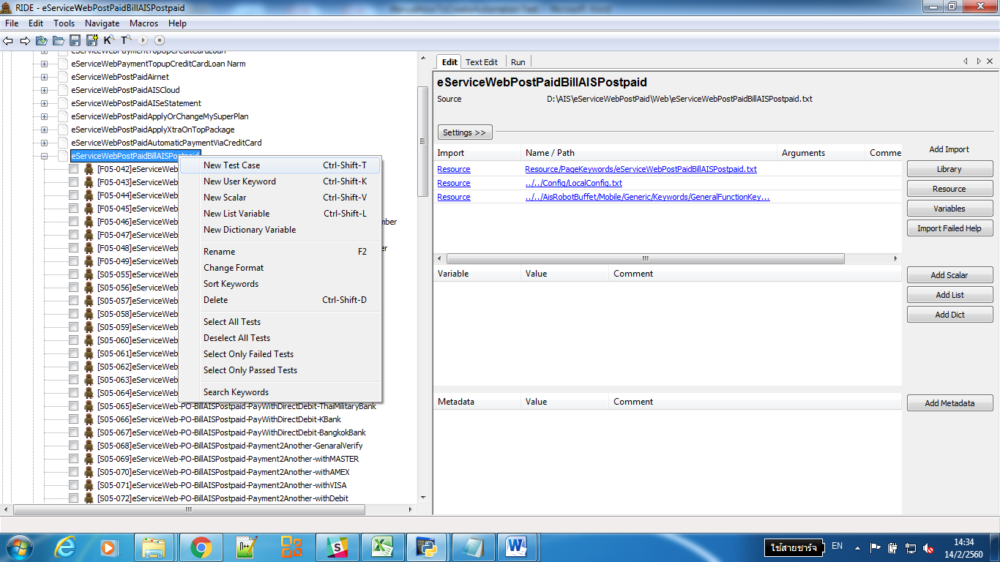 RIDE - eServiceWebPostPaidBillAISPostpaid
File Edit Tools Navigate Macros Help
eServiceWebPaymentTopUpCreditCardLoan
eServiceWebPaymentTopupCreditCardLoan Narm
eServiceWebPostPaidAirnet
eServiceWebPostPaidAISCloud
eServiceWebPostPaidAISeStatement
eServiceWebPostPaidApplyOrChangeMySuperPlan
eServiceWebPostPaidApplyXtraOnTopPackage
eServiceWebPostPaidAutomaticPaymentViaCreditCard
eServiceWebPostPaidBillAISPostpaid
[F05-042]eServiceWeb
[F05-043]eServiceWeb
[F05-044]eServiceWeb
[F05-045]eServiceWeb
[F05-046]eServiceWeb mber
[F05-047]eServiceWeb
[F05-048]eServiceWeb er
[F05-049]eServiceWeb
[S05-055]eServiceWeb
[S05-056]eServiceWeb
[S05-057]eServiceWeb
[S05-058]eServiceWeb
[S05-059]eServiceWeb
[S05-060]eServiceWeb
[S05-061]eServiceWeb
[S05-062]eServiceWeb
[S05-063]eServiceWeb
[S05-064]eServiceWeb
[S05-065]eServiceWeb-PO-BillAISPostpaid-PayWithDirectDebit-ThaiMilitaryBank
[S05-066]eServiceWeb-PO-BillAISPostpaid-PayWithDirectDebit-KBank
[S05-067]eServiceWeb-PO-BillAISPostpaid-PayWithDirectDebit-BangkokBank
[S05-068]eServiceWeb-PO-BillAISPostpaid-Payment2Another-GenaralVerify
[S05-069]eServiceWeb-PO-BillAISPostpaid-Payment2Another-withMASTER
[S05-070]eServiceWeb-PO-BillAISPostpaid-Payment2Another-withAMEX
[S05-071]eServiceWeb-PO-BillAISPostpaid-Payment2Another-withVISA
[S05-072]eServiceWeb-PO-BillAISPostpaid-Payment2Another-withDebit
New Test Case Ctrl-Shift-T
New User Keyword Ctrl-Shift-K
New Scalar Ctrl-Shift-V
New List Variable Ctrl-Shift-L
New Dictionary Variable
Rename F2
Change Format
Sort Keywords
Delete Ctrl-Shift-D
Select All Tests
Deselect All Tests
Select Only Failed Tests
Select Only Passed Tests
Search Keywords
Edit Text Edit Run
eServiceWebPostPaidBillAISPostpaid
Source D:\AIS\eServiceWebPostPaid\Web\eServiceWebPostPaidBillAISPostpaid.txt
Settings >>
Import Name / Path Arguments Comme
Resource Resource/PageKeywords/eServiceWebPostPaidBillAISPostpaid.txt
Resource ../../Config/LocalConfig.txt
Resource ../../AisRobotBuffet/Mobile/Generic/Keywords/GeneralFunctionKey...
Add Import
Library
Resource
Variables
Import Failed Help
Variable Value Comment
Add Scalar
Add List
Add Dict
Metadata Value Comment
Add Metadata
ใช้สายชาร์จ EN 14:34
14/2/2560